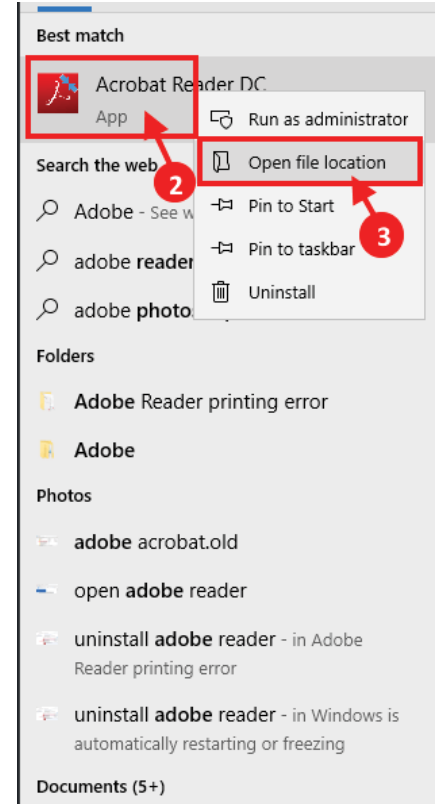 Best match
Acrobat Reader DC
App
Run as administrator
Open file location
Pin to Start
Pin to taskbar
Uninstall
2
3
Search the web
Adobe - See w
adobe reader
adobe photo
Folders
Adobe Reader printing error
Adobe
Photos
adobe acrobat.old
open adobe reader
uninstall adobe reader - in Adobe
Reader printing error
uninstall adobe reader - in Windows is
automatically restarting or freezing
Documents (5+)